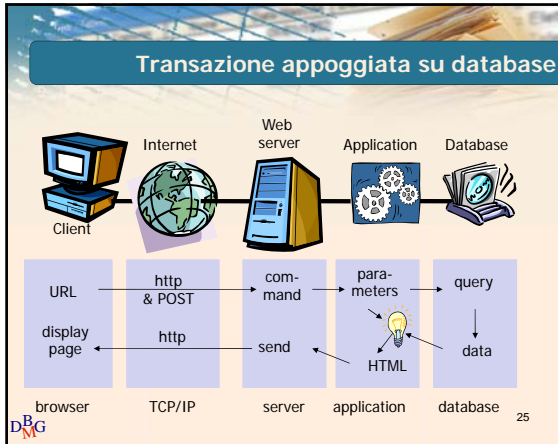 Transazione appoggiata su database
Client
Internet
Web
server
Application
Database
URL
http
& POST
com-
mand
para-
meters
query
display
page
http
send
HTML
data
browser
TCP/IP
server
application
database
DBMG
25